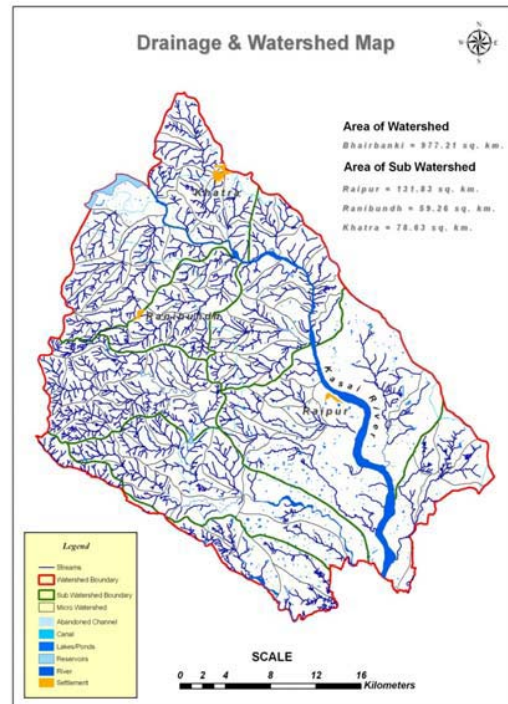 Drainage & Watershed Map
N
W E
S
Area of Watershed
Bhairbanki = 977.21 sq. km.
Area of Sub Watershed
Raipur = 131.82 sq. km.
Ranibundh = 59.26 sq. km.
Khatra = 78.63 sq. km.
Khatra
Ranibundh
Kasai River
Raipur
Legend
Streams
Watershed Boundary
Sub Watershed Boundary
Micro Watershed
Abandoned Channel
Canal
Lakes/Ponds
Reservoirs
River
Settlement
SCALE
0 2 4 8 12 16
Kilometers